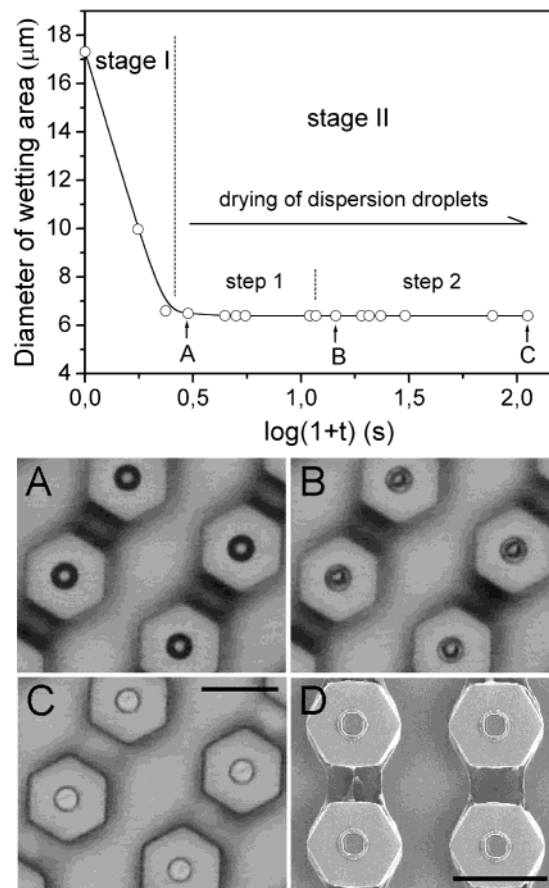 Diameter of wetting area (μm)
18
16
14
12
10
8
6
4
stage I
stage II
drying of dispersion droplets
step 1
step 2
A
B
C
0,0
0,5
1,0
1,5
2,0
log(1+t) (s)
A
B
C
D